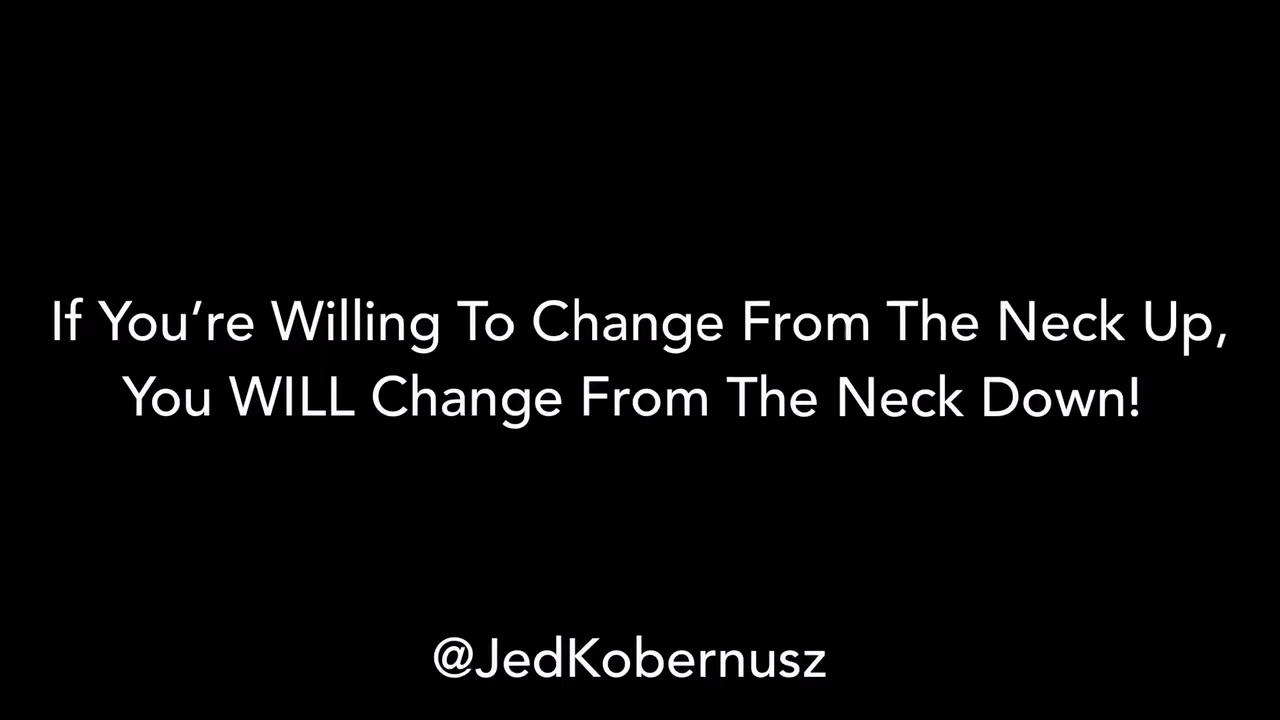 If You’re Willing To Change From The Neck Up,
You WILL Change From The Neck Down!
@JedKobernusz